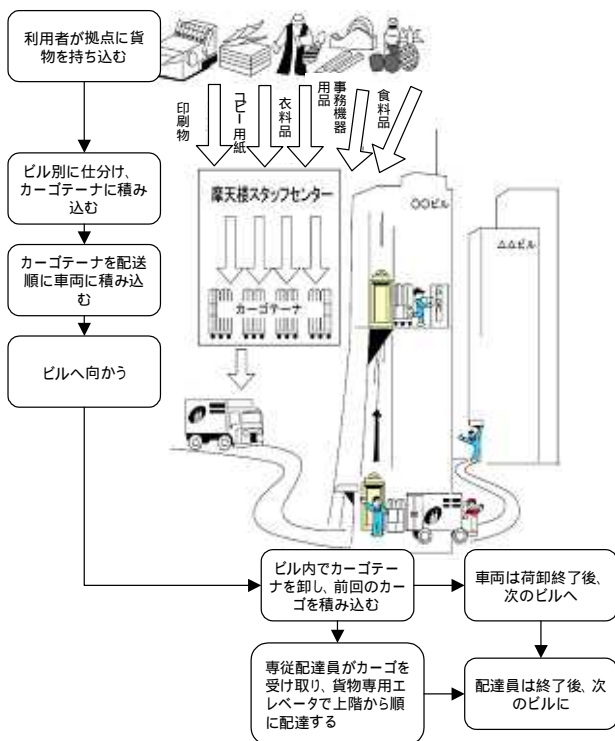 利用者が拠点に貨
物を持ち込む
ビル別に仕分け、
カーゴテーナに積み
込む
カーゴテーナを配送
順に車両に積み込
む
ビルへ向かう
印刷物
コピー用紙
衣料品
事務機器
用品
食料品
摩天楼スタッフセンター
カーゴテーナ
〇〇ビル
△△ビル
ビル内でカーゴテー
ナを卸し、前回のカー
ゴを積み込む
車両は荷卸終了後、
次のビルへ
専従配達員がカーゴを
受け取り、貨物専用エ
レベータで上階から順
に配達する
配達員は終了後、次
のビルに